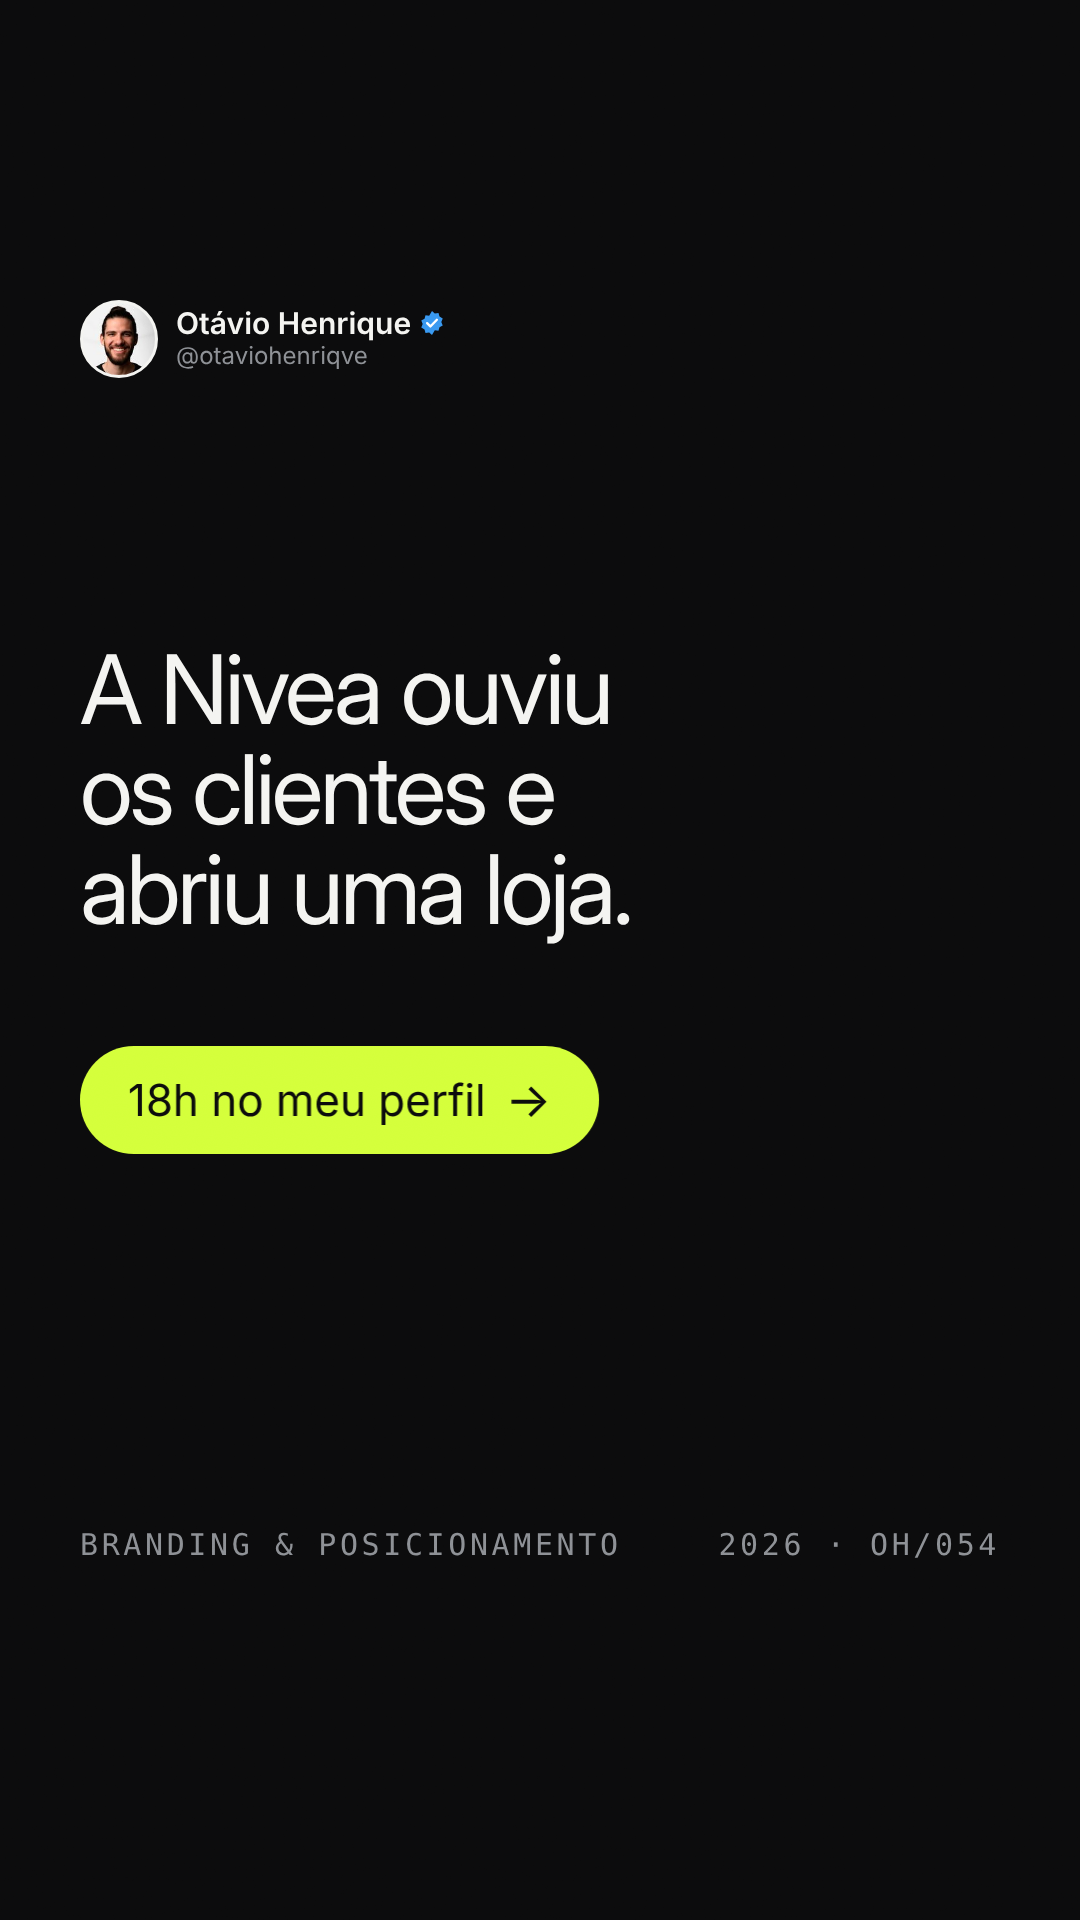 Otávio Henrique
@otaviohenriqve
A Nivea ouviu
os clientes e
abriu uma loja.
18h no meu perfil →
BRANDING & POSICIONAMENTO 2026 · OH/054